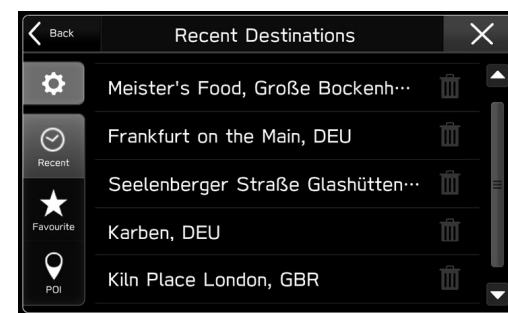 Back
Recent Destinations
Meister's Food, Große Bockenh···
Recent
Frankfurt on the Main, DEU
Seelenberger Straße Glashütten···
Favourite
Karben, DEU
POI
Kiln Place London, GBR